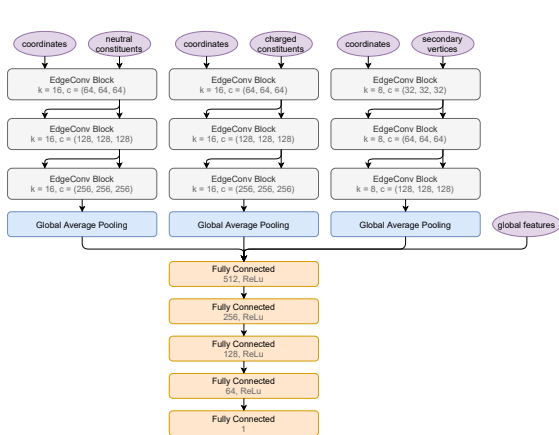 coordinates
neutral
constituents
coordinates
charged
constituents
coordinates
secondary
vertices
EdgeConv Block
k = 16, c = (64, 64, 64)
EdgeConv Block
k = 16, c = (64, 64, 64)
EdgeConv Block
k = 8, c = (32, 32, 32)
EdgeConv Block
k = 16, c = (128, 128, 128)
EdgeConv Block
k = 16, c = (128, 128, 128)
EdgeConv Block
k = 8, c = (64, 64, 64)
EdgeConv Block
k = 16, c = (256, 256, 256)
EdgeConv Block
k = 16, c = (256, 256, 256)
EdgeConv Block
k = 8, c = (128, 128, 128)
Global Average Pooling
Global Average Pooling
Global Average Pooling
global features
Fully Connected
512, ReLu
Fully Connected
256, ReLu
Fully Connected
128, ReLu
Fully Connected
64, ReLu
Fully Connected
1